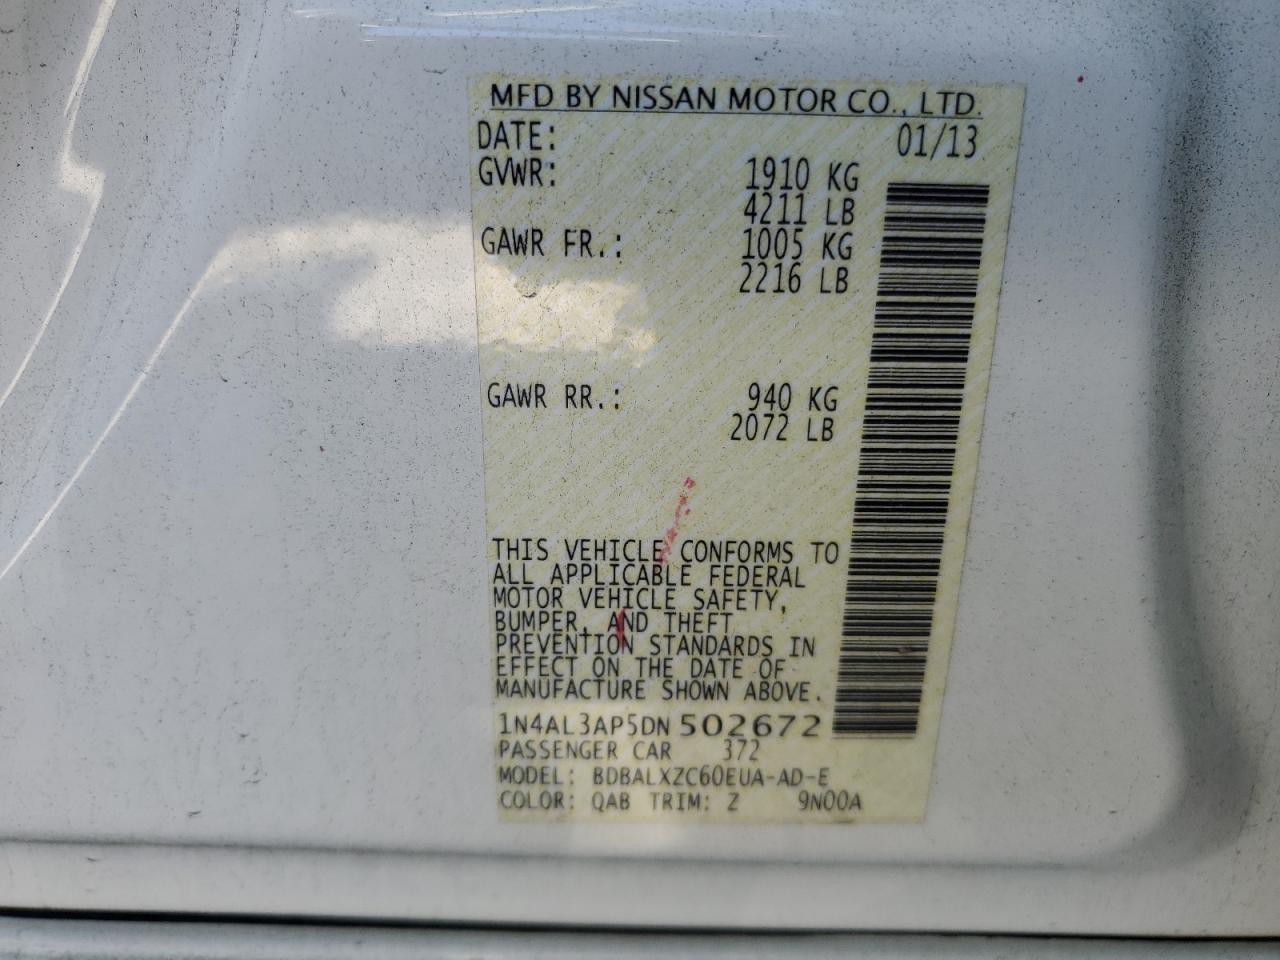 MFD BY NISSAN MOTOR CO., LTD.
DATE: 01/13
GVWR: 1910 KG
4211 LB
GAWR FR.: 1005 KG
2216 LB
GAWR RR.: 940 KG
2072 LB
THIS VEHICLE CONFORMS TO
ALL APPLICABLE FEDERAL
MOTOR VEHICLE SAFETY,
BUMPER, AND THEFT
PREVENTION STANDARDS IN
EFFECT ON THE DATE OF
MANUFACTURE SHOWN ABOVE.
1N4AL3AP5DN502672
PASSENGER CAR 372
MODEL: BDBALXZC60EUA-AD-E
COLOR: QAB TRIM: Z 9N00A